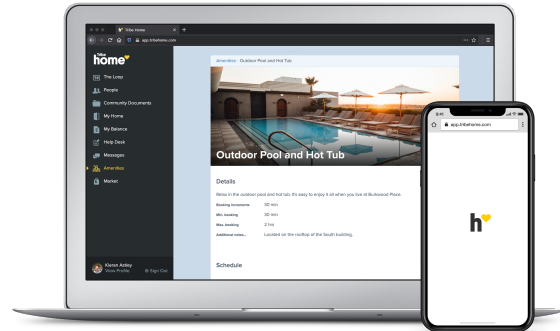 Tribe Home
app.tribehome.com
Tribe
home
The Loop
People
Community Documents
My Home
My Balance
Help Desk
Messages
Amenities
Market
Kieran Astley
View Profile
Sign Out
Amenities Outdoor Pool and Hot Tub
Outdoor Pool and Hot Tub
Details
Relax in the outdoor pool and hot tub. It's easy to enjoy it all when you live at Burkwood Place.
Booking increments 30 min
Min. booking 30 min
Max. booking 2 hrs
Additional notes... Located on the rooftop of the South building.
Schedule
app.tribehome.com
h